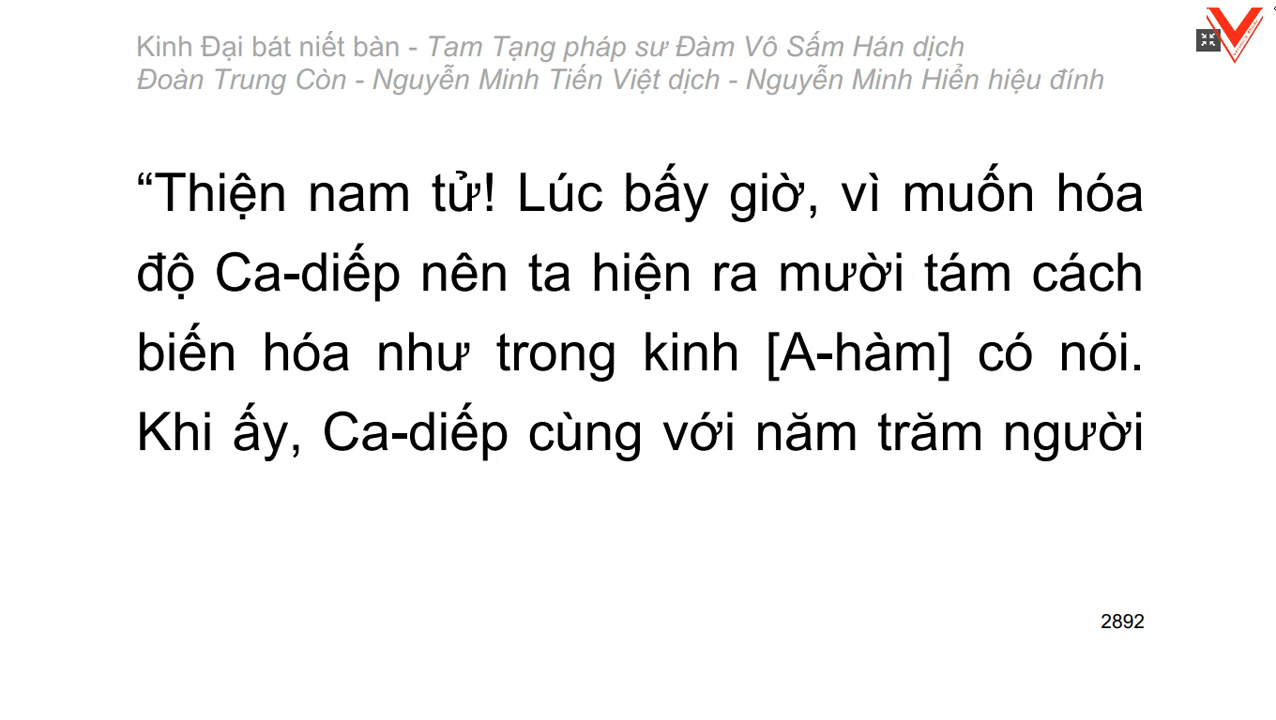 Kinh Đại bát niết bàn - Tam Tạng pháp sư Đàm Vô Sấm Hán dịch
Đoàn Trung Còn - Nguyễn Minh Tiến Việt dịch - Nguyễn Minh Hiển hiệu đính
“Thiện nam tử! Lúc bấy giờ, vì muốn hóa
độ Ca-diếp nên ta hiện ra mười tám cách
biến hóa như trong kinh [A-hàm] có nói.
Khi ấy, Ca-diếp cùng với năm trăm người
2892